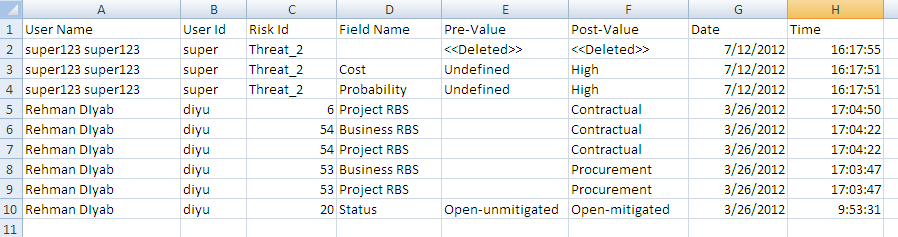 A B C D E F G H
1 User Name User Id Risk Id Field Name Pre-Value Post-Value Date Time
2 super123 super123 super Threat_2 <<Deleted>> <<Deleted>> 7/12/2012 16:17:55
3 super123 super123 super Threat_2 Cost Undefined High 7/12/2012 16:17:51
4 super123 super123 super Threat_2 Probability Undefined High 7/12/2012 16:17:51
5 Rehman DIyab diyu 6 Project RBS Contractual 3/26/2012 17:04:50
6 Rehman DIyab diyu 54 Business RBS Contractual 3/26/2012 17:04:22
7 Rehman DIyab diyu 54 Project RBS Contractual 3/26/2012 17:04:22
8 Rehman DIyab diyu 53 Business RBS Procurement 3/26/2012 17:03:47
9 Rehman DIyab diyu 53 Project RBS Procurement 3/26/2012 17:03:47
10 Rehman DIyab diyu 20 Status Open-unmitigated Open-mitigated 3/26/2012 9:53:31
11